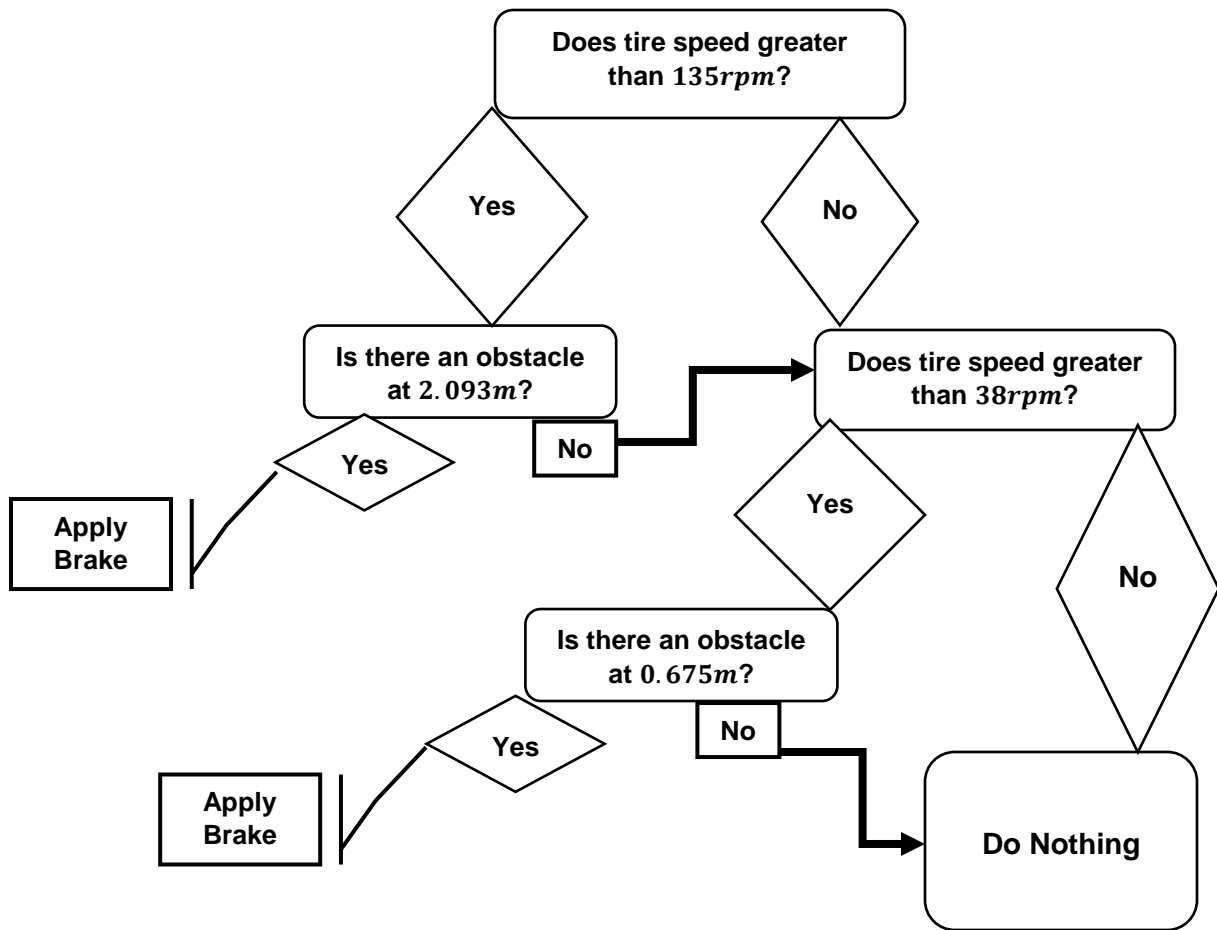 Does tire speed greater
than 135rpm?
Yes
No
Is there an obstacle
at 2.093m?
Does tire speed greater
than 38rpm?
Yes
No
Apply
Brake
Yes
No
Is there an obstacle
at 0.675m?
Yes
No
Apply
Brake
Do Nothing